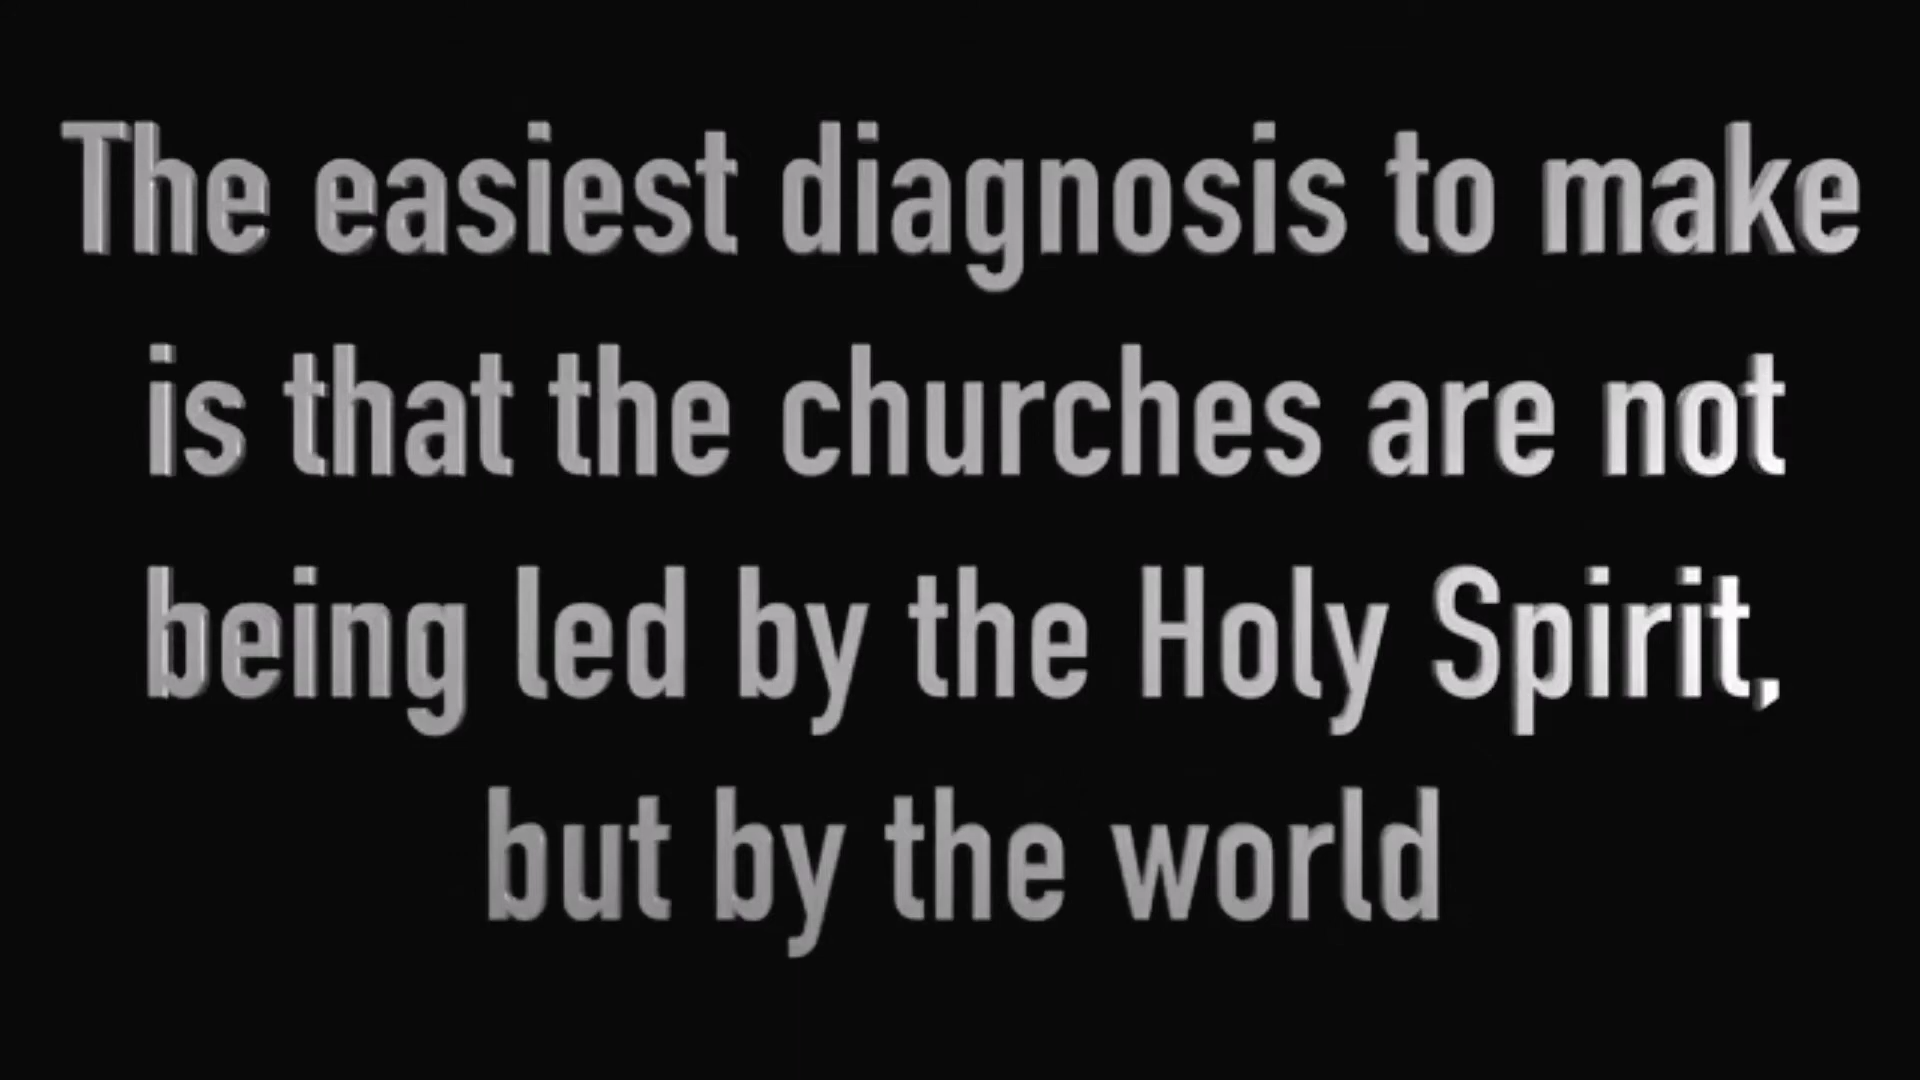 The easiest diagnosis to make
is that the churches are not
being led by the Holy Spirit,
but by the world